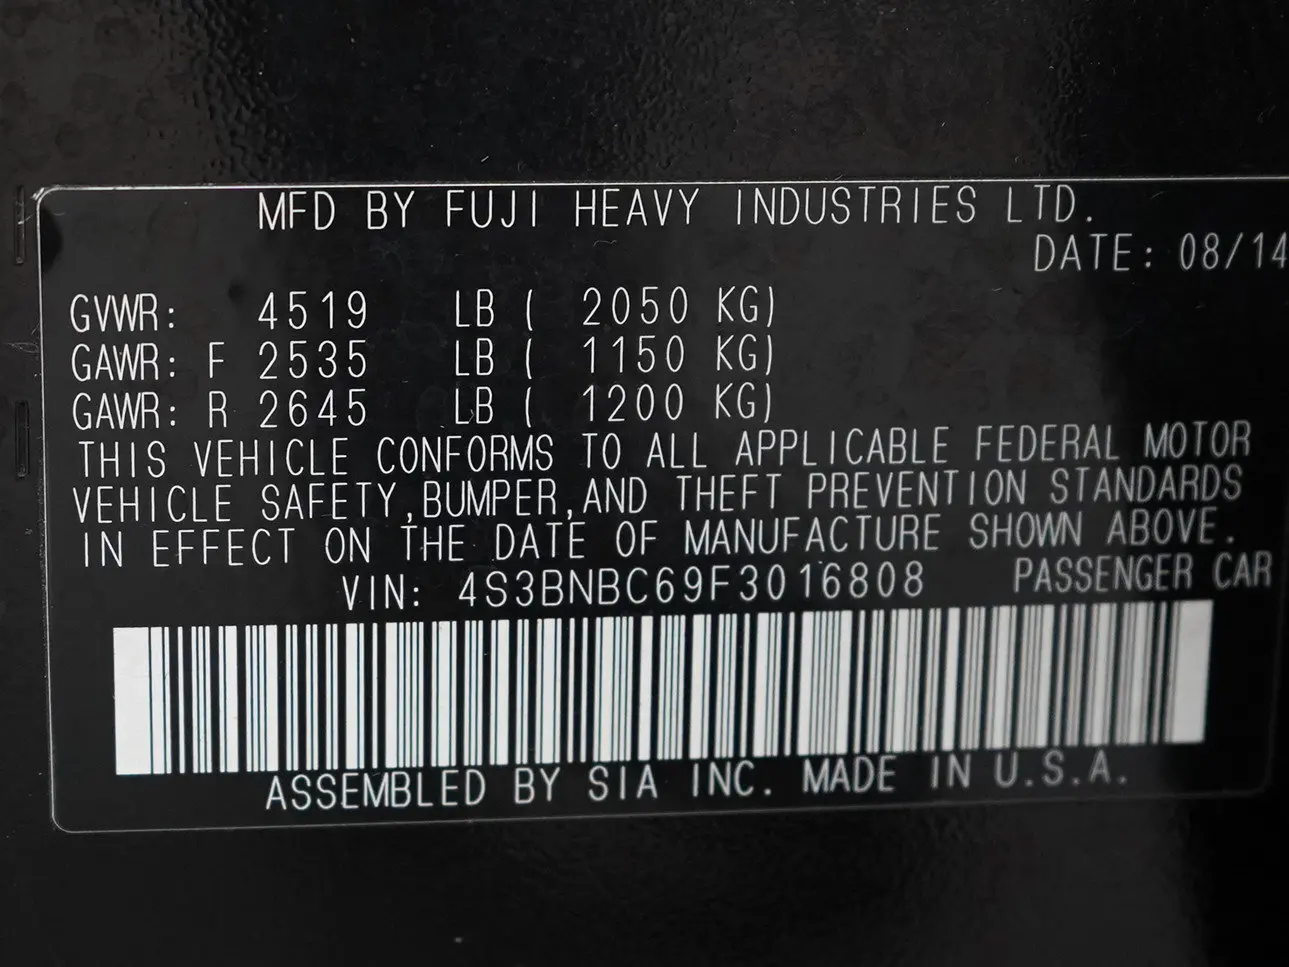 MFD BY FUJI HEAVY INDUSTRIES LTD.
DATE: 08/14
GVWR: 4519 LB ( 2050 KG)
GAWR: F 2535 LB ( 1150 KG)
GAWR: R 2645 LB ( 1200 KG)
THIS VEHICLE CONFORMS TO ALL APPLICABLE FEDERAL MOTOR
VEHICLE SAFETY,BUMPER,AND THEFT PREVENTION STANDARDS
IN EFFECT ON THE DATE OF MANUFACTURE SHOWN ABOVE.
VIN: 4S3BNBC69F3016808 PASSENGER CAR
ASSEMBLED BY SIA INC. MADE IN U.S.A.